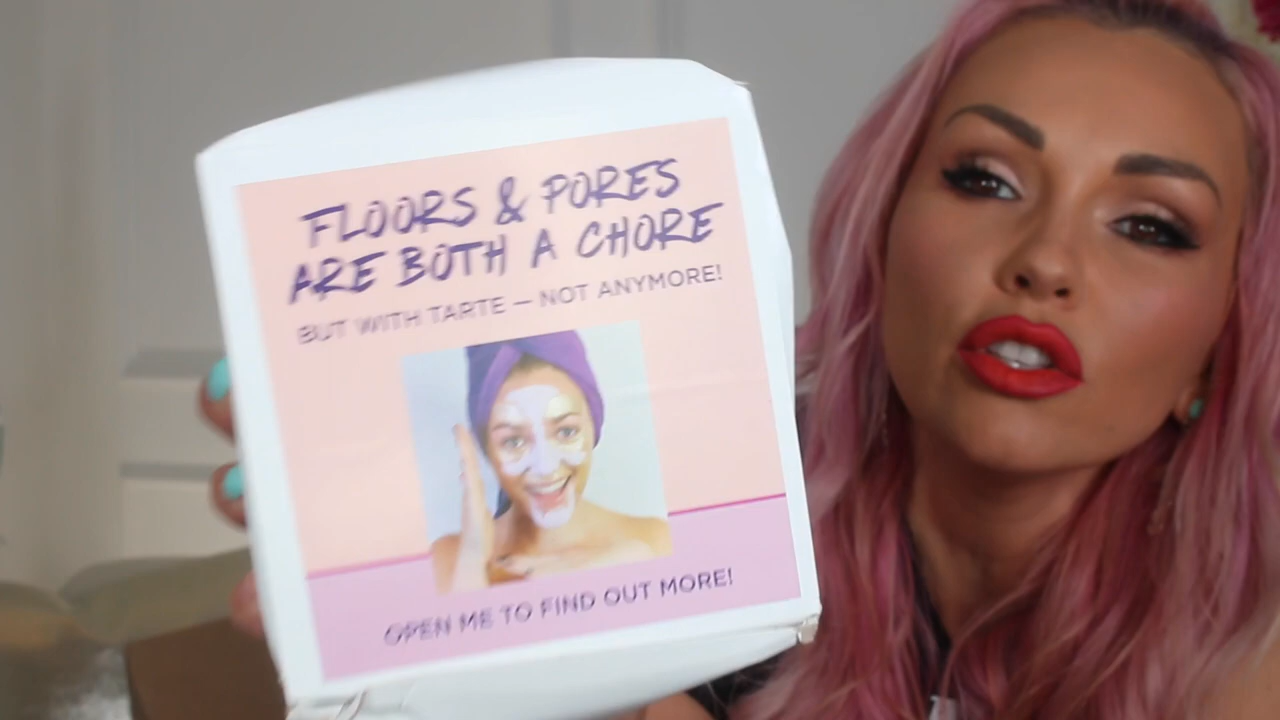 FLOORS & PORES
ARE BOTH A CHORE
BUT WITH TARTE — NOT ANYMORE!
OPEN ME TO FIND OUT MORE!